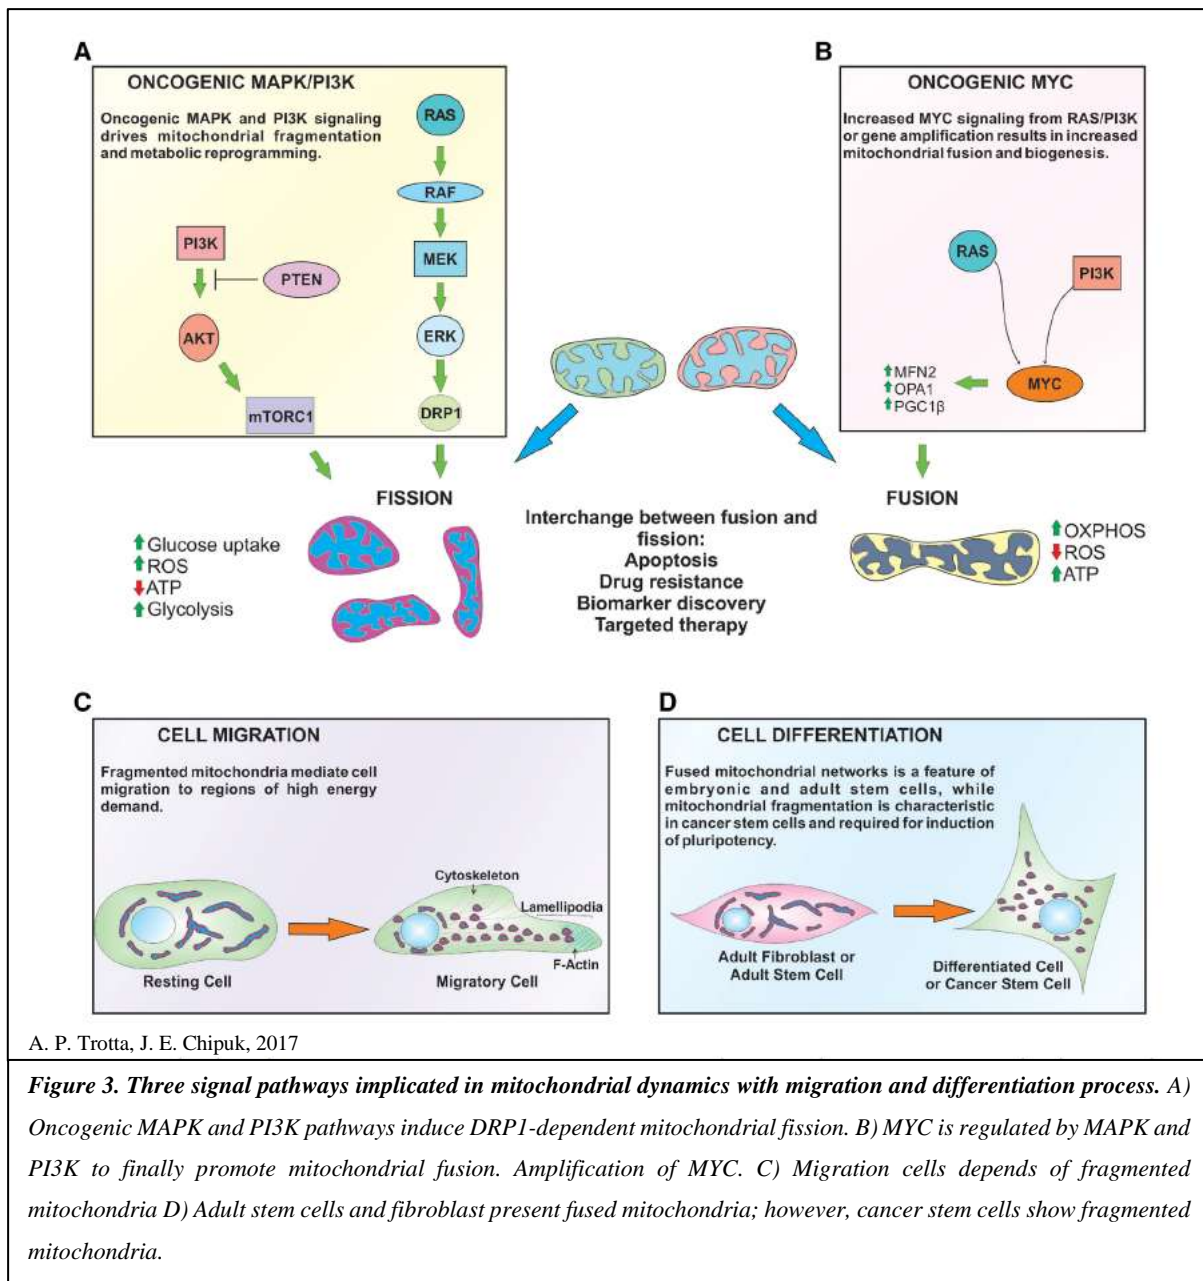 A
ONCOGENIC MAPK/PI3K
Oncogenic MAPK and PI3K signaling
drives mitochondrial fragmentation
and metabolic reprogramming.
RAS
RAF
MEK
ERK
DRP1
PI3K
PTEN
AKT
mTORC1
B
ONCOGENIC MYC
Increased MYC signaling from RAS/PI3K
or gene amplification results in increased
mitochondrial fusion and biogenesis.
RAS
PI3K
MYC
MFN2
OPA1
PGC1β
FISSION
Glucose uptake
ROS
ATP
Glycolysis
Interchange between fusion and
fission:
Apoptosis
Drug resistance
Biomarker discovery
Targeted therapy
FUSION
OXPHOS
ROS
ATP
C
CELL MIGRATION
Fragmented mitochondria mediate cell
migration to regions of high energy
demand.
Cytoskeleton
Lamellipodia
F-Actin
Resting Cell
Migratory Cell
D
CELL DIFFERENTIATION
Fused mitochondrial networks is a feature of
embryonic and adult stem cells, while
mitochondrial fragmentation is characteristic
in cancer stem cells and required for induction
of pluripotency.
Adult Fibroblast or
Adult Stem Cell
Differentiated Cell
or Cancer Stem Cell
A. P. Trotta, J. E. Chipuk, 2017
Figure 3. Three signal pathways implicated in mitochondrial dynamics with migration and differentiation process. A)
Oncogenic MAPK and PI3K pathways induce DRP1-dependent mitochondrial fission. B) MYC is regulated by MAPK and
PI3K to finally promote mitochondrial fusion. Amplification of MYC. C) Migration cells depends of fragmented
mitochondria D) Adult stem cells and fibroblast present fused mitochondria; however, cancer stem cells show fragmented
mitochondria.